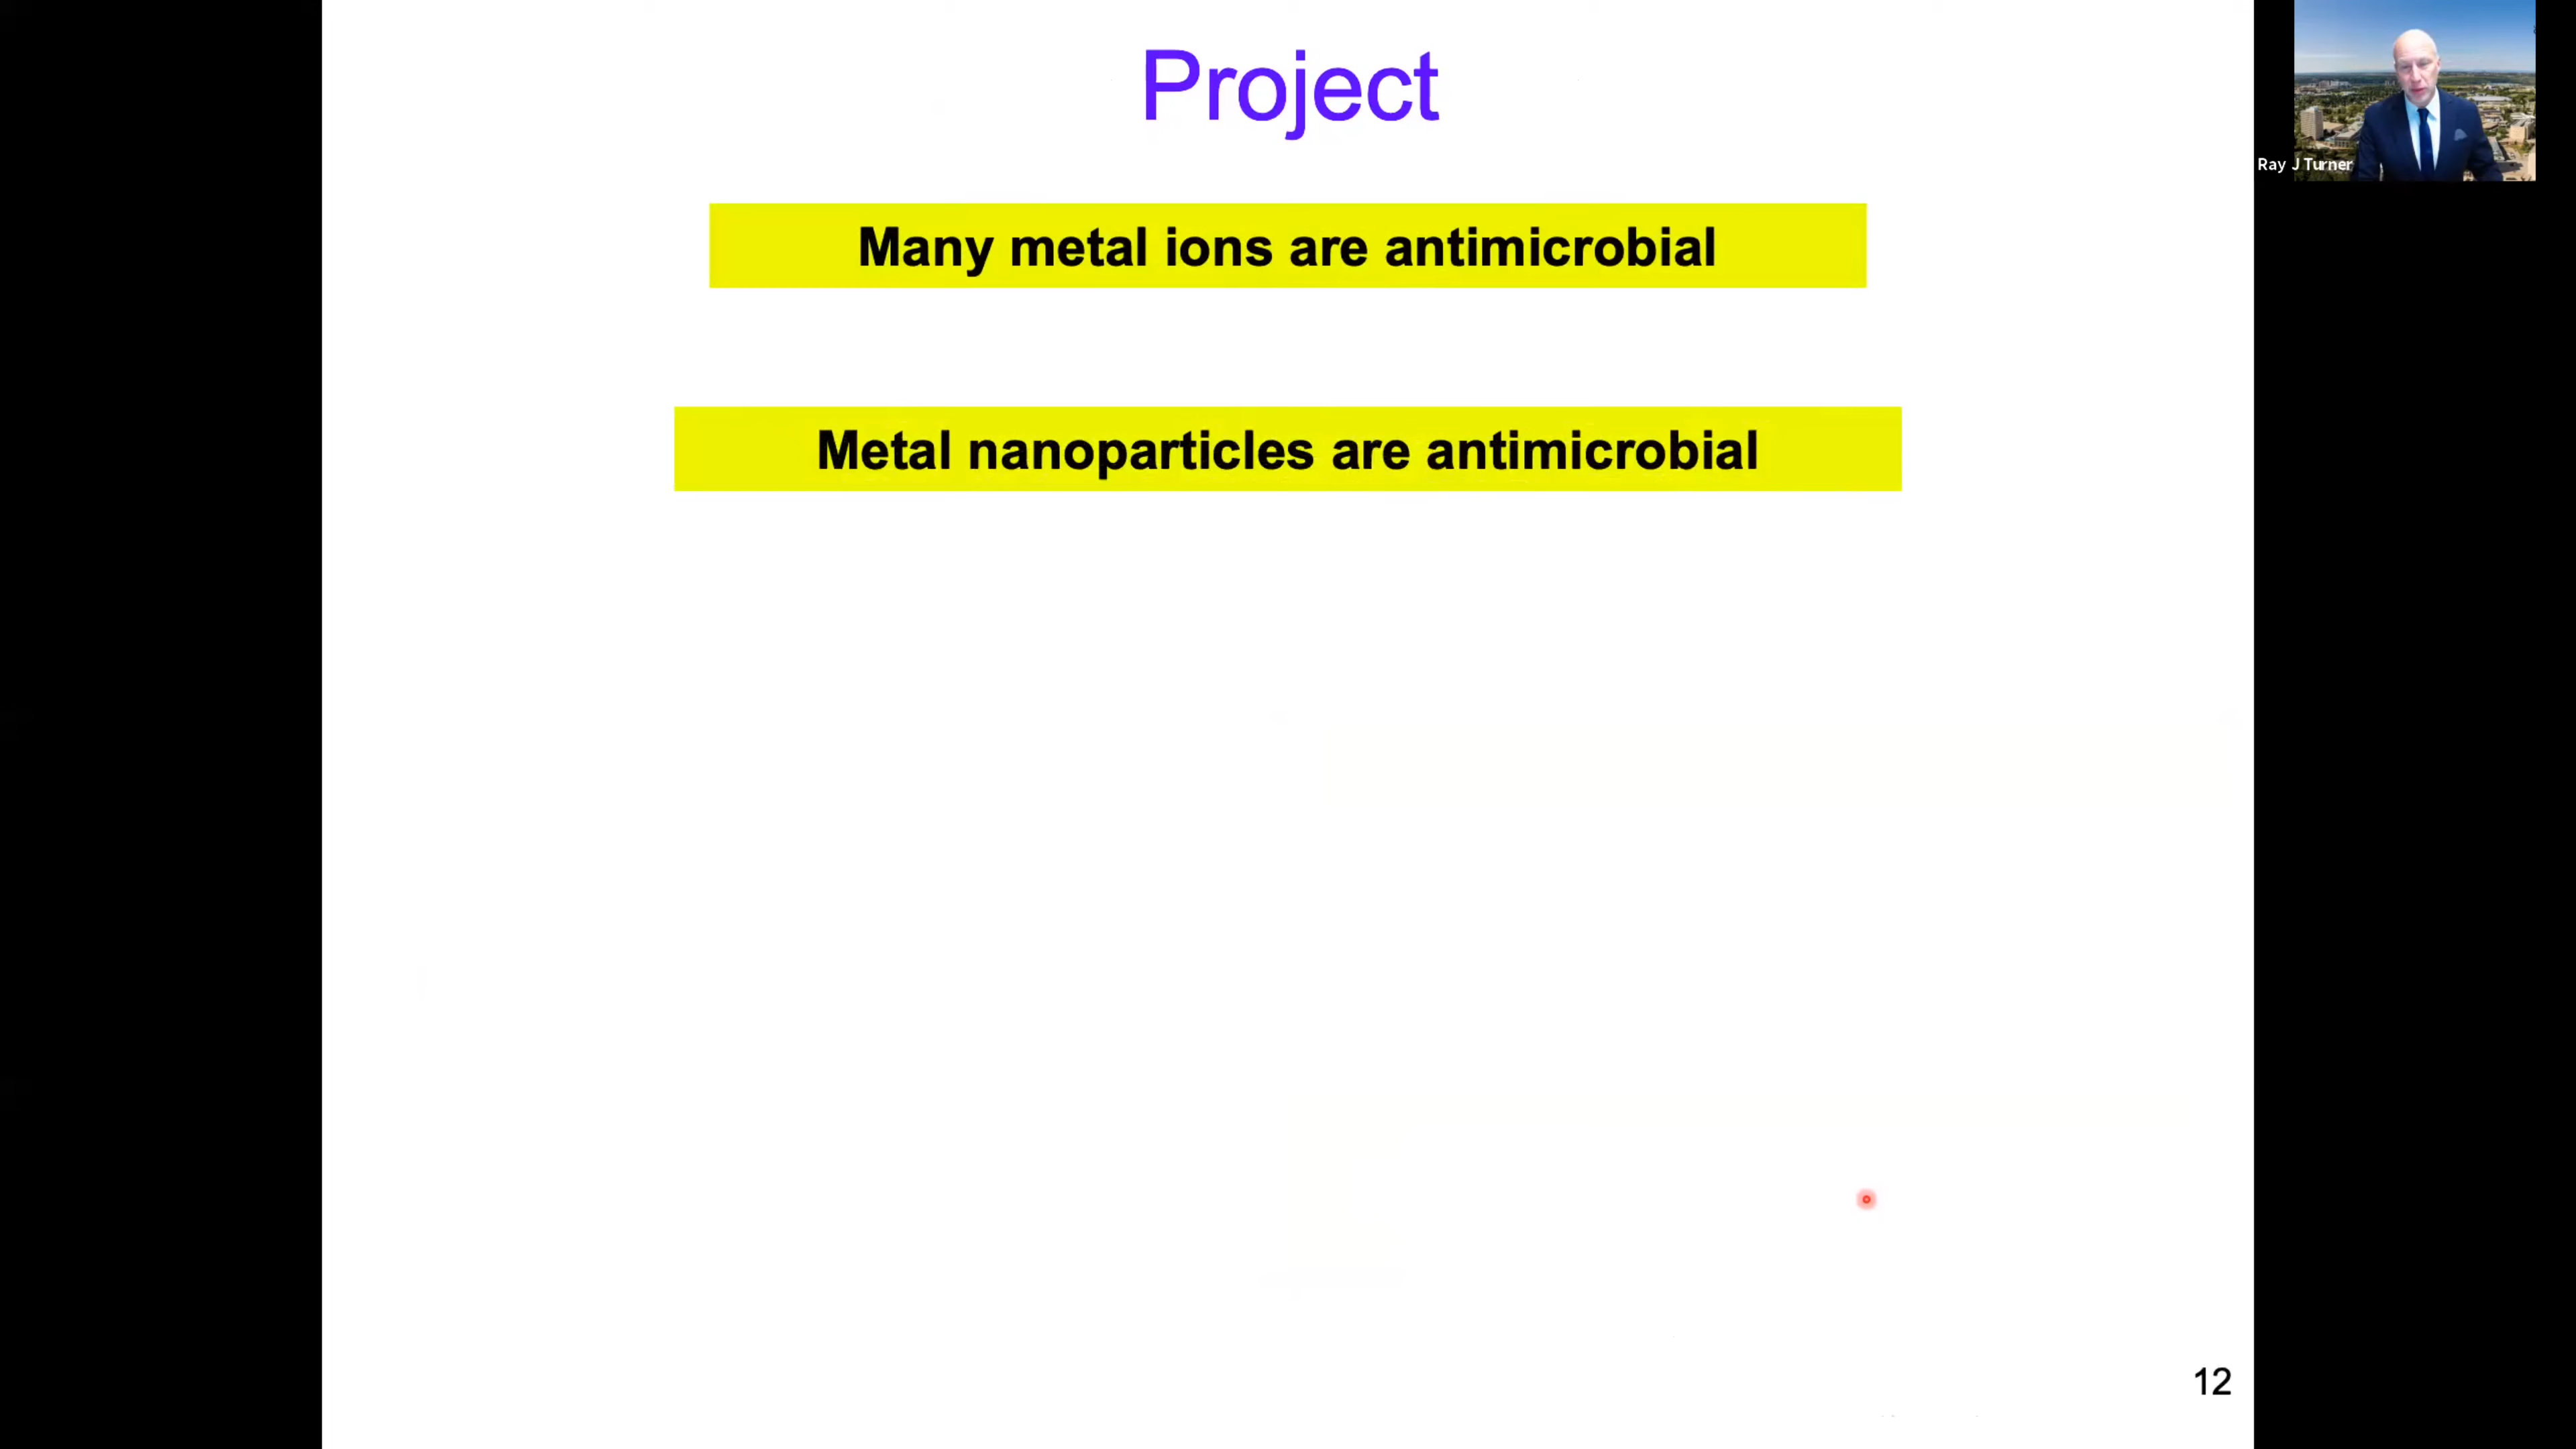 Project
Ray J Turner
Many metal ions are antimicrobial
Metal nanoparticles are antimicrobial
12